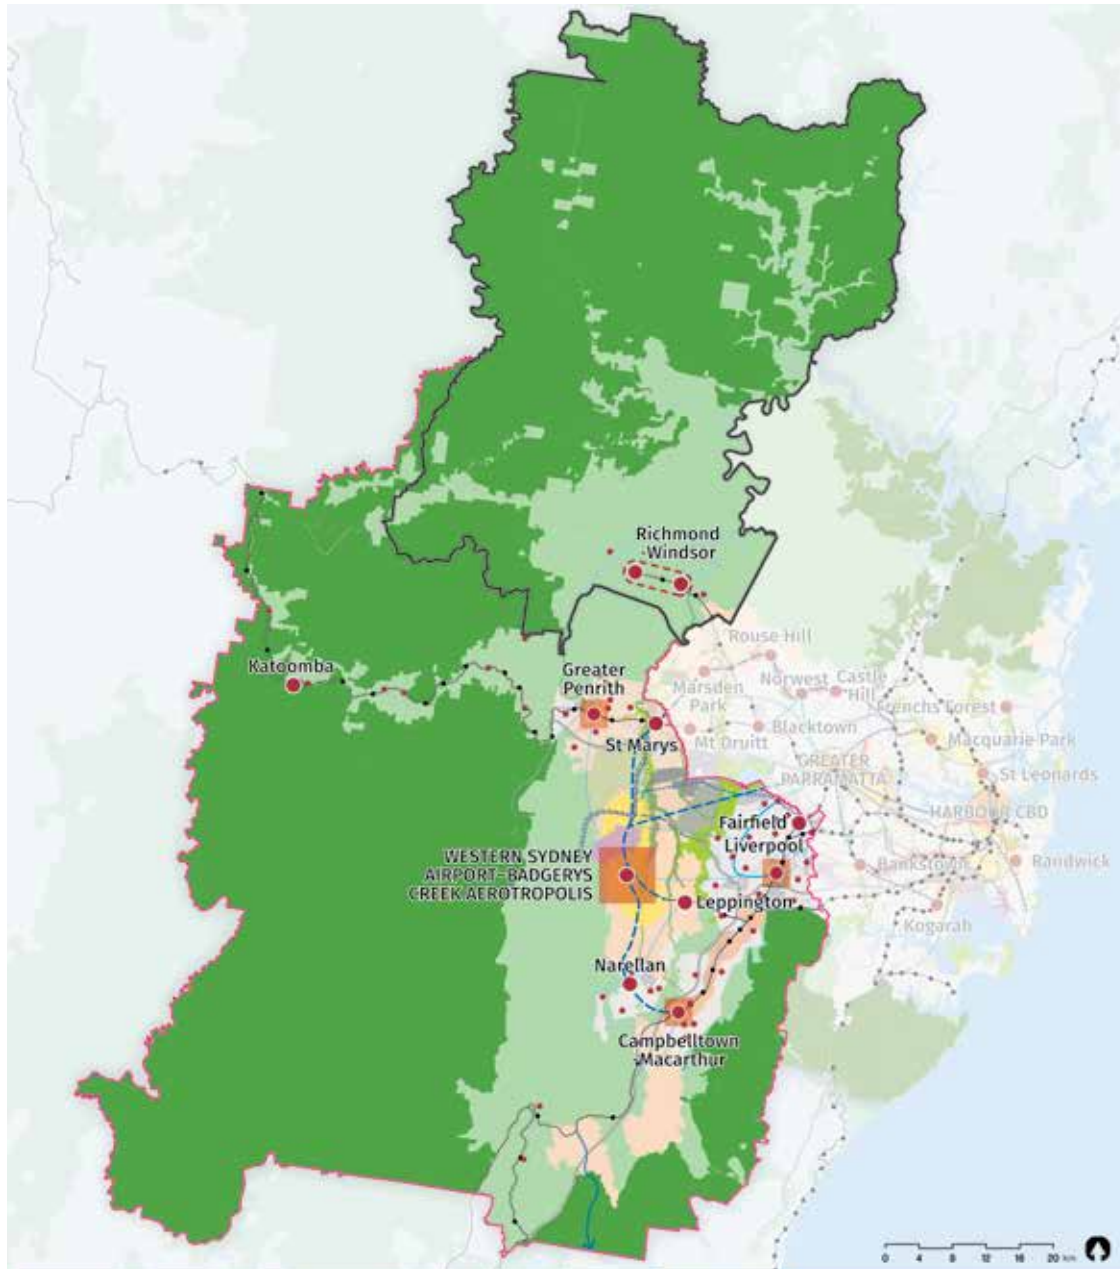 Richmond
-Windsor
Rouse Hill
Katoomba
Greater
Penrith
Marsden
Park
Norwest
Castle
Hill
Frenchs Forest
St Marys
Mt Druitt
Blacktown
Macquarie Park
GREATER
PARRAMATTA
St Leonards
HARBOUR CBD
Fairfield
Liverpool
WESTERN SYDNEY
AIRPORT–BADGERYS
CREEK AEROTROPOLIS
Bankstown
Randwick
Leppington
Kogarah
Narellan
Campbelltown
-Macarthur
0 4 8 12 16 20 km